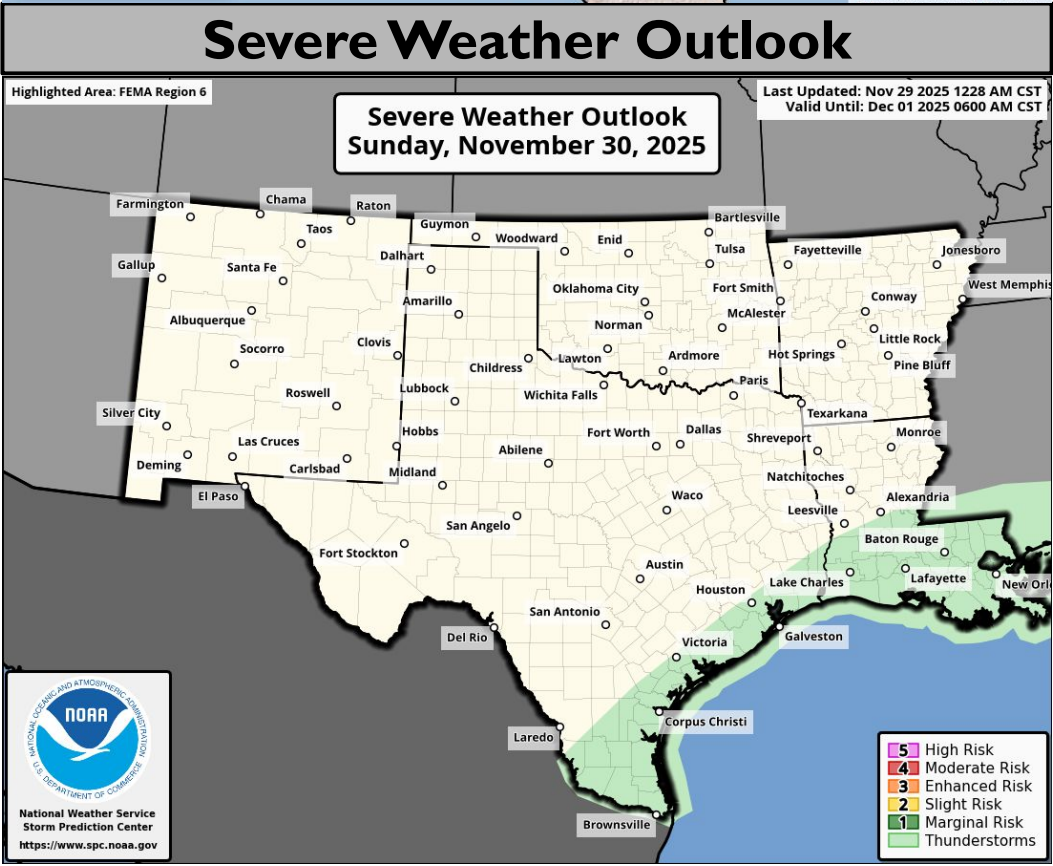 Severe Weather Outlook
Highlighted Area: FEMA Region 6
Severe Weather Outlook
Sunday, November 30, 2025
Last Updated: Nov 29 2025 1228 AM CST
Valid Until: Dec 01 2025 0600 AM CST
Farmington
Chama
Raton
Taos
Guymon
Woodward
Enid
Bartlesville
Tulsa
Fayetteville
Jonesboro
Gallup
Santa Fe
Dalhart
Oklahoma City
Fort Smith
West Memphis
Albuquerque
Amarillo
Norman
McAlester
Conway
Socorro
Clovis
Childress
Lawton
Ardmore
Hot Springs
Little Rock
Pine Bluff
Roswell
Lubbock
Wichita Falls
Paris
Texarkana
Silver City
Las Cruces
Hobbs
Abilene
Fort Worth
Dallas
Shreveport
Monroe
Deming
Carlsbad
Midland
Natchitoches
El Paso
San Angelo
Waco
Leesville
Alexandria
Fort Stockton
Austin
Baton Rouge
Houston
Lake Charles
Lafayette
New Orl
Del Rio
San Antonio
Victoria
Galveston
Laredo
Corpus Christi
Brownsville
NATIONAL OCEANIC AND ATMOSPHERIC ADMINISTRATION
NOAA
U.S. DEPARTMENT OF COMMERCE
National Weather Service
Storm Prediction Center
https://www.spc.noaa.gov
5 High Risk
4 Moderate Risk
3 Enhanced Risk
2 Slight Risk
1 Marginal Risk
Thunderstorms